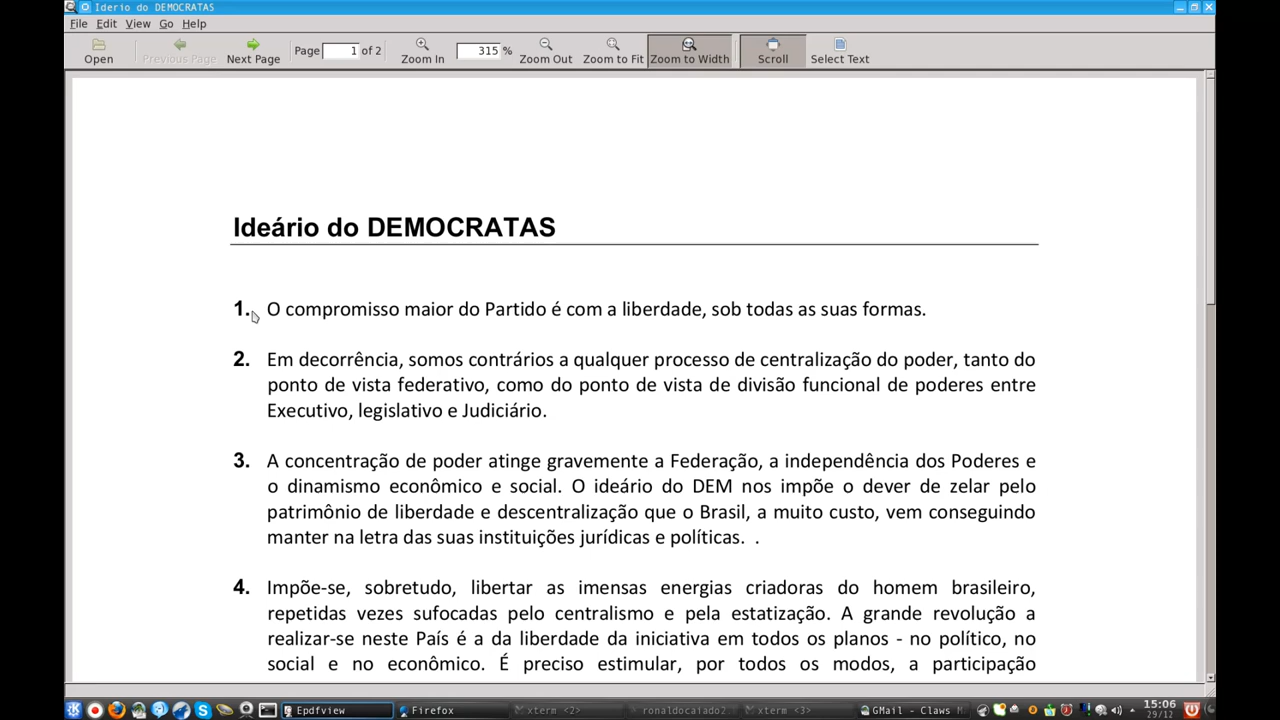 Iderio do DEMOCRATAS
File Edit View Go Help
Open Previous Page Next Page Page 1 of 2 Zoom In 315 % Zoom Out Zoom to Fit Zoom to Width Scroll Select Text
Ideário do DEMOCRATAS
1. O compromisso maior do Partido é com a liberdade, sob todas as suas formas.
2. Em decorrência, somos contrários a qualquer processo de centralização do poder, tanto do
ponto de vista federativo, como do ponto de vista de divisão funcional de poderes entre
Executivo, legislativo e Judiciário.
3. A concentração de poder atinge gravemente a Federação, a independência dos Poderes e
o dinamismo econômico e social. O ideário do DEM nos impõe o dever de zelar pelo
patrimônio de liberdade e descentralização que o Brasil, a muito custo, vem conseguindo
manter na letra das suas instituições jurídicas e políticas. .
4. Impõe-se, sobretudo, libertar as imensas energias criadoras do homem brasileiro,
repetidas vezes sufocadas pelo centralismo e pela estatização. A grande revolução a
realizar-se neste País é a da liberdade da iniciativa em todos os planos - no político, no
social e no econômico. É preciso estimular, por todos os modos, a participação
Epdfview Firefox xterm <2> ronaldocaiado2 xterm <3> GMail - Claws M 15:06
29/12